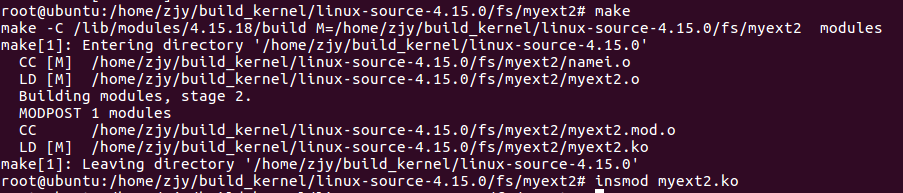 root@ubuntu:/home/zjy/build_kernel/linux-source-4.15.0/fs/myext2# make
make -C /lib/modules/4.15.18/build M=/home/zjy/build_kernel/linux-source-4.15.0/fs/myext2  modules
make[1]: Entering directory '/home/zjy/build_kernel/linux-source-4.15.0'
  CC [M]  /home/zjy/build_kernel/linux-source-4.15.0/fs/myext2/namei.o
  LD [M]  /home/zjy/build_kernel/linux-source-4.15.0/fs/myext2/myext2.o
  Building modules, stage 2.
  MODPOST 1 modules
  CC      /home/zjy/build_kernel/linux-source-4.15.0/fs/myext2/myext2.mod.o
  LD [M]  /home/zjy/build_kernel/linux-source-4.15.0/fs/myext2/myext2.ko
make[1]: Leaving directory '/home/zjy/build_kernel/linux-source-4.15.0'
root@ubuntu:/home/zjy/build_kernel/linux-source-4.15.0/fs/myext2# insmod myext2.ko